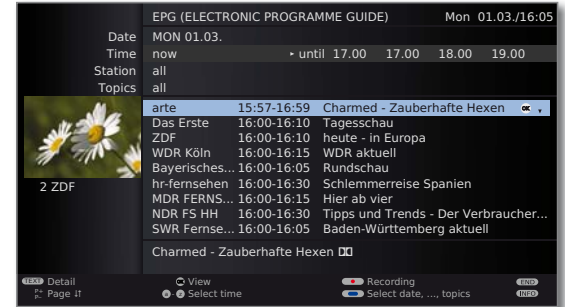 EPG (ELECTRONIC PROGRAMME GUIDE) Mon 01.03./16:05
Date MON 01.03.
Time now ▸ until 17.00 17.00 18.00 19.00
Station all
Topics all
arte 15:57-16:59 Charmed - Zauberhafte Hexen OK
Das Erste 16:00-16:10 Tagesschau
ZDF 16:00-16:10 heute - in Europa
WDR Köln 16:00-16:15 WDR aktuell
Bayerisches... 16:00-16:05 Rundschau
hr-fernsehen 16:00-16:30 Schlemmerreise Spanien
MDR FERNS... 16:00-16:15 Hier ab vier
NDR FS HH 16:00-16:30 Tipps und Trends - Der Verbraucher...
SWR Fernse... 16:00-16:05 Baden-Württemberg aktuell
2 ZDF
Charmed - Zauberhafte Hexen
TEXT Detail OK View Recording END
P+ P- Page Select time Select date, ..., topics INFO